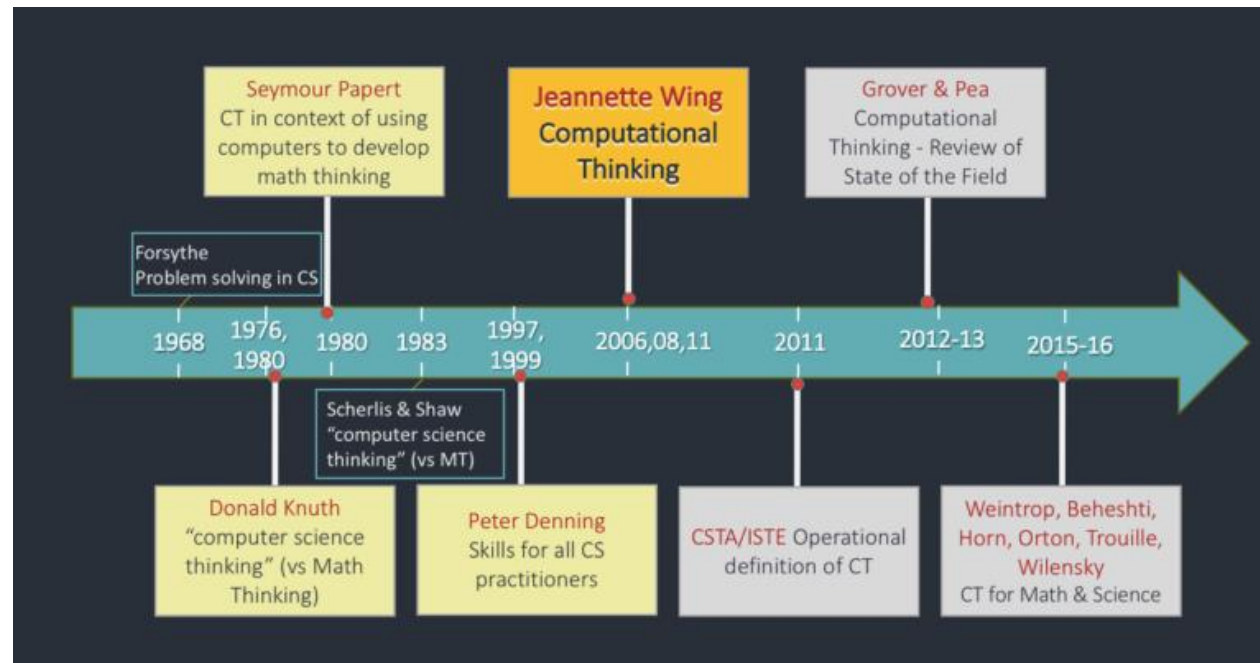 Seymour Papert
CT in context of using
computers to develop
math thinking
Jeannette Wing
Computational
Thinking
Grover & Pea
Computational
Thinking - Review of
State of the Field
Forsythe
Problem solving in CS
1968
1976,
1980
1980
1983
1997,
1999
2006,08,11
2011
2012-13
2015-16
Scherlis & Shaw
“computer science
thinking” (vs MT)
Donald Knuth
“computer science
thinking” (vs Math
Thinking)
Peter Denning
Skills for all CS
practitioners
CSTA/ISTE Operational
definition of CT
Weintrop, Beheshti,
Horn, Orton, Trouille,
Wilensky
CT for Math & Science